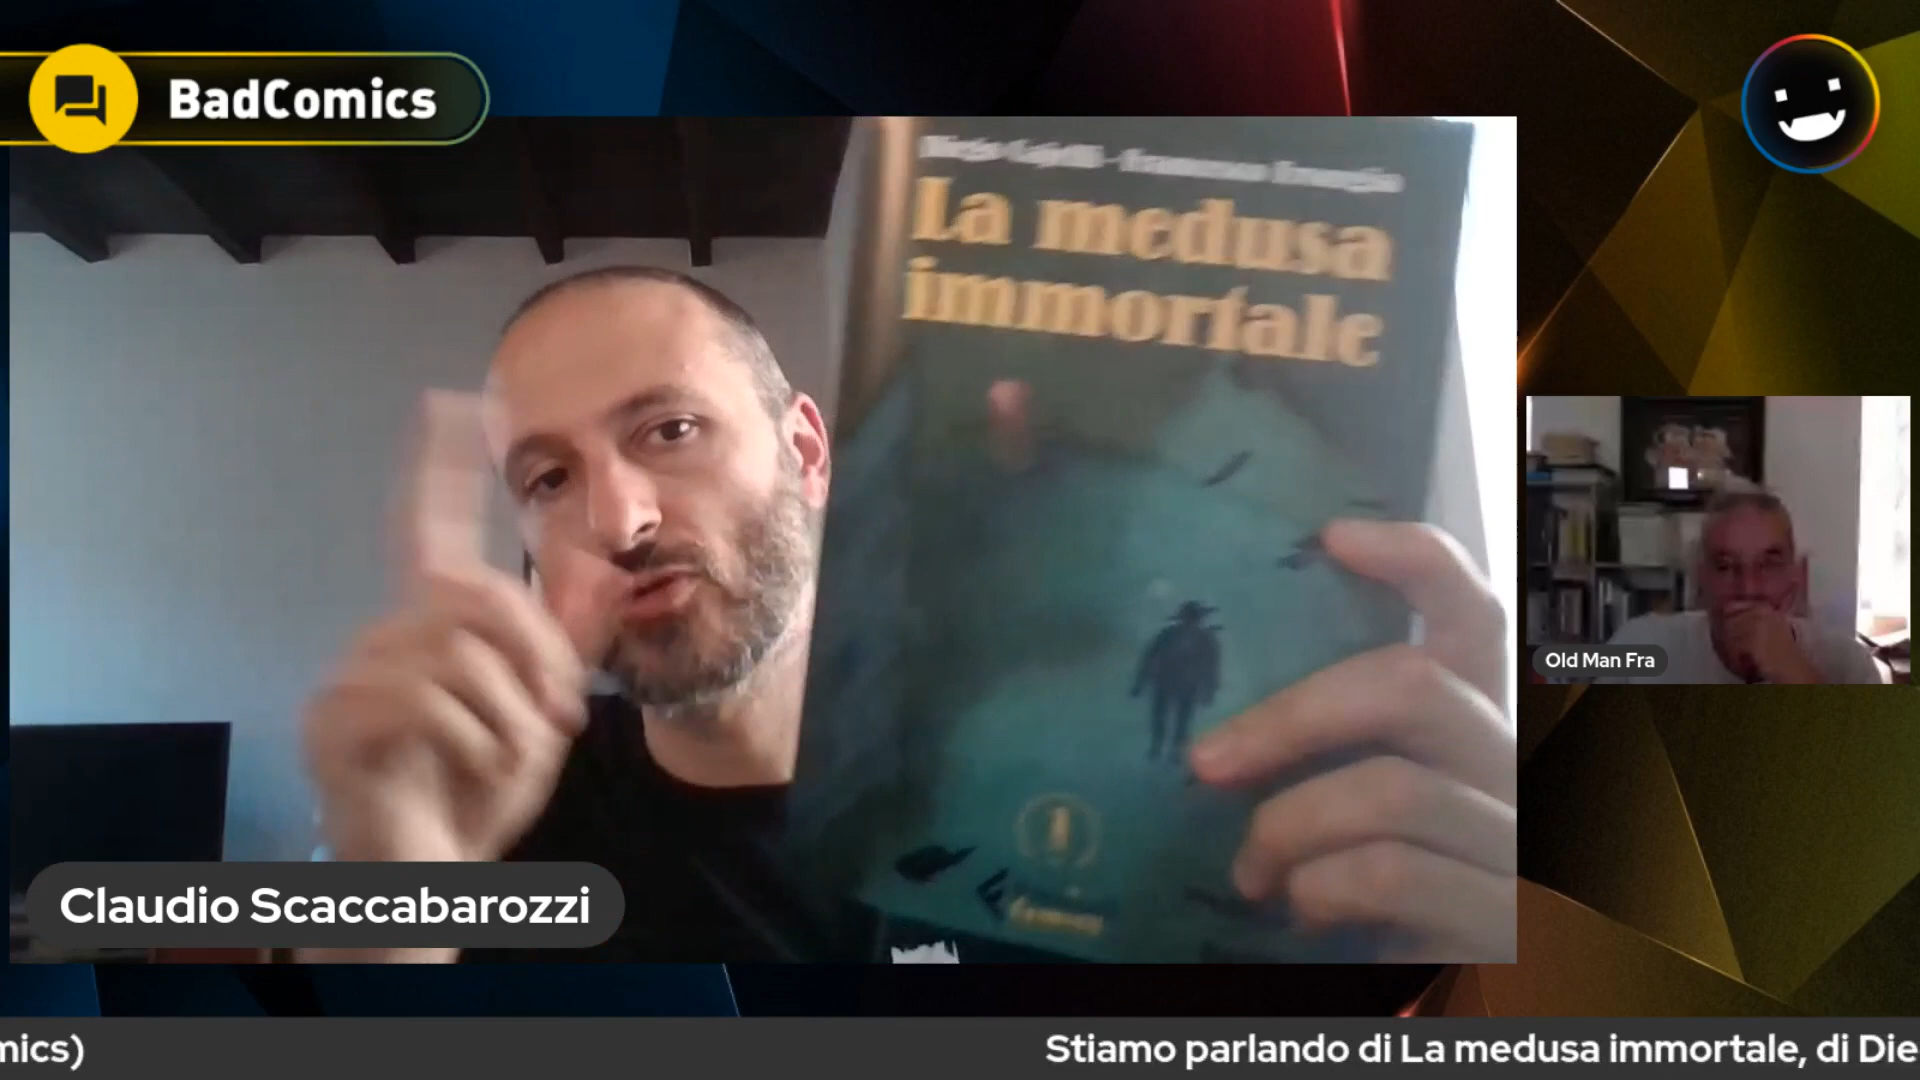 BadComics
La medusa
immortale
Old Man Fra
Claudio Scaccabarozzi
mics)
Stiamo parlando di La medusa immortale, di Die